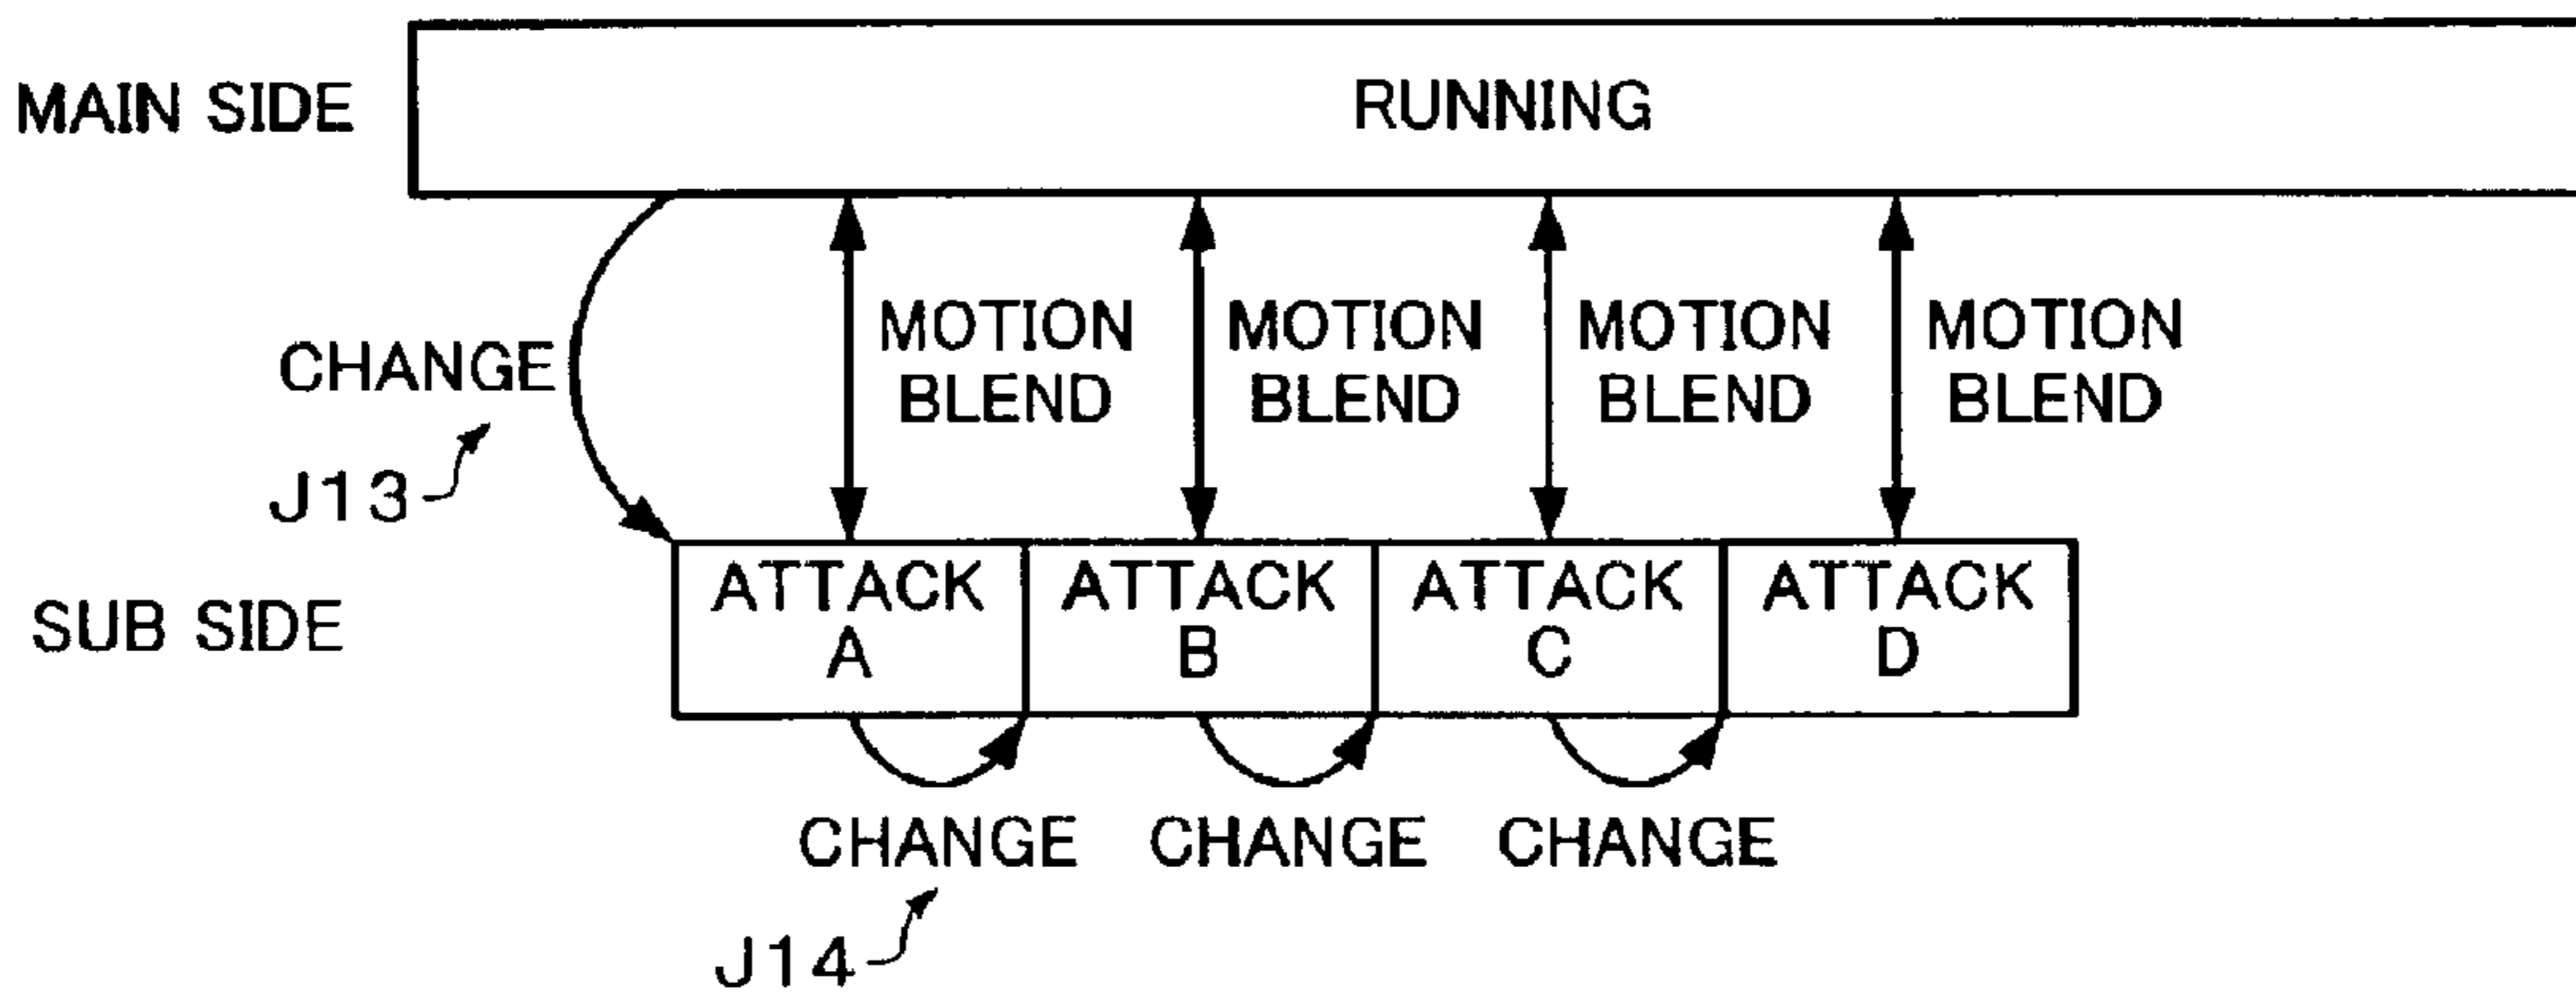 MAIN SIDE
RUNNING
CHANGE
J13
MOTION
BLEND
MOTION
BLEND
MOTION
BLEND
MOTION
BLEND
SUB SIDE
ATTACK
A
ATTACK
B
ATTACK
C
ATTACK
D
CHANGE
CHANGE
CHANGE
J14